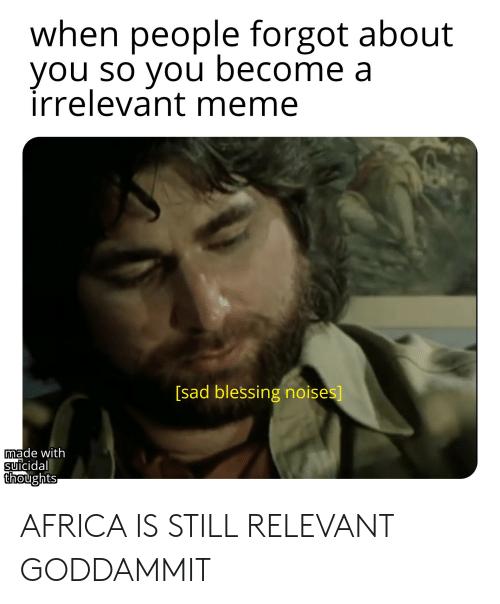 when people forgot about
you so you become a
irrelevant meme
[sad blessing noises]
made with
suicidal
thoughts
AFRICA IS STILL RELEVANT
GODDAMMIT